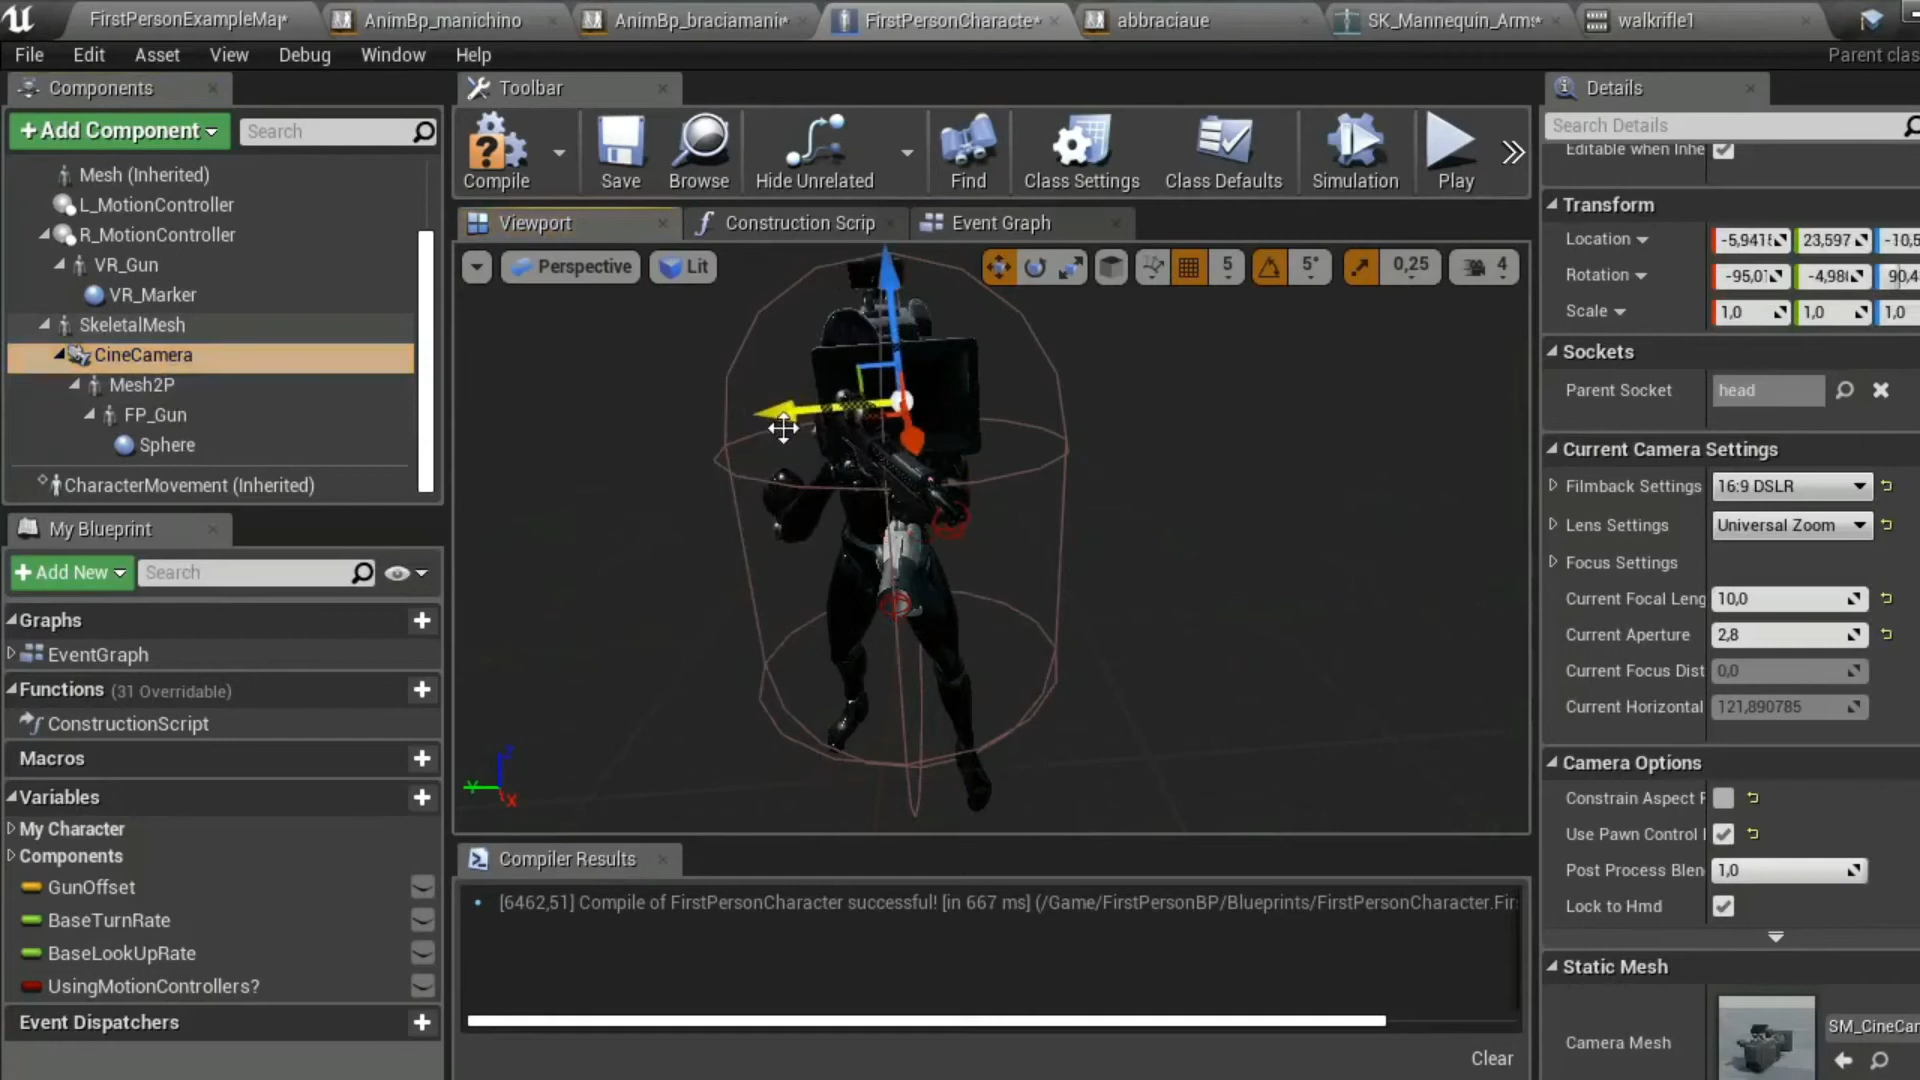 FirstPersonExampleMap*
AnimBp_manichino
AnimBp_braciamani*
FirstPersonCharacte*
abbraciaue
SK_Mannequin_Arms*
walkrifle1
File Edit Asset View Debug Window Help
Parent clas
Components
Toolbar
Details
+Add Component
Search
Search Details
Editable when Inhe
Mesh (Inherited)
L_MotionController
R_MotionController
VR_Gun
VR_Marker
SkeletalMesh
CineCamera
Mesh2P
FP_Gun
Sphere
CharacterMovement (Inherited)
Compile
Save
Browse
Hide Unrelated
Find
Class Settings
Class Defaults
Simulation
Play
Viewport
Construction Scrip
Event Graph
Perspective
Lit
5
5°
0,25
4
Z
Y
X
Transform
Location
23,597
-10,5
Rotation
90,4
Scale
1,0
1,0
1,0
Sockets
Parent Socket
head
Current Camera Settings
Filmback Settings
16:9 DSLR
Lens Settings
Universal Zoom
Focus Settings
Current Focal Leng
10,0
Current Aperture
2,8
Current Focus Dist
0,0
Current Horizontal
121,890785
Camera Options
Constrain Aspect F
Use Pawn Control
Post Process Blen
1,0
Lock to Hmd
Static Mesh
Camera Mesh
SM_CineCar
My Blueprint
+Add New
Search
Graphs
EventGraph
Functions (31 Overridable)
ConstructionScript
Macros
Variables
My Character
Components
GunOffset
BaseTurnRate
BaseLookUpRate
UsingMotionControllers?
Event Dispatchers
Compiler Results
[6462,51] Compile of FirstPersonCharacter successful! [in 667 ms] (/Game/FirstPersonBP/Blueprints/FirstPersonCharacter.Fir
Clear